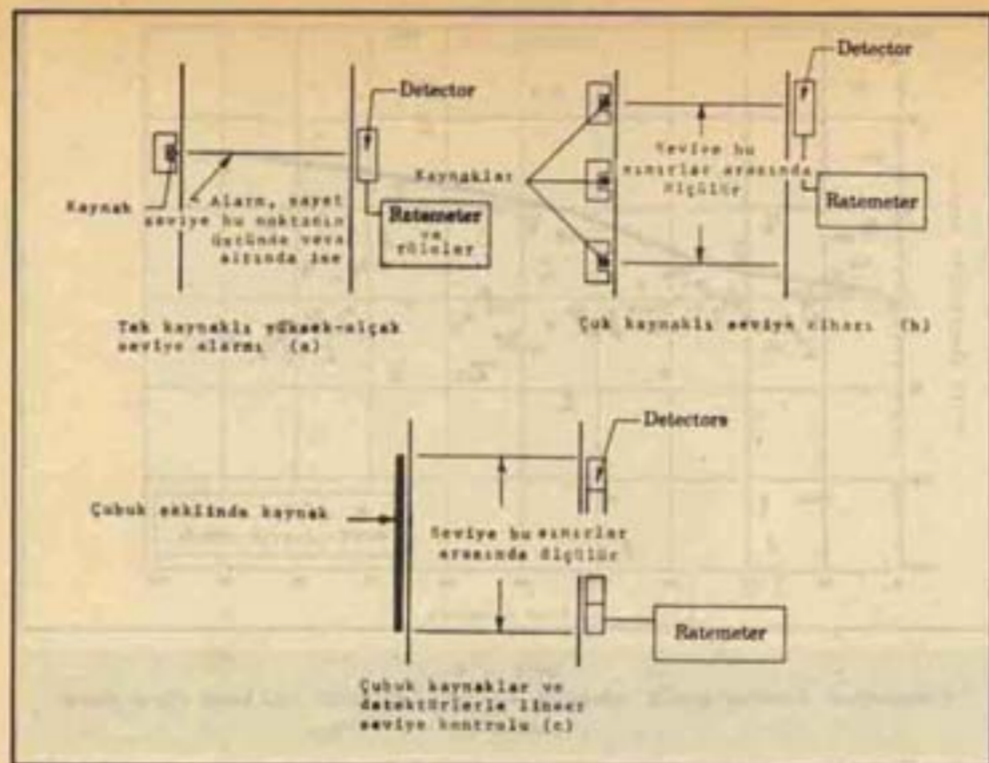 Detector
Kaynak
Alarm, şayet
seviye bu noktanın
üstünde veya
altında ise
Ratemeter
ve
röleler
Tek kaynaklı yüksek-alçak
seviye alarmı (a)
Detector
Kaynaklar
Seviye bu
sınırlar arasında
ölçülür
Ratemeter
Çok kaynaklı seviye cihazı (b)
Detectors
Çubuk şeklinde kaynak
Seviye bu sınırlar
arasında ölçülür
Ratemeter
Çubuk kaynaklar ve
detektörlerle lineer
seviye kontrolu (c)